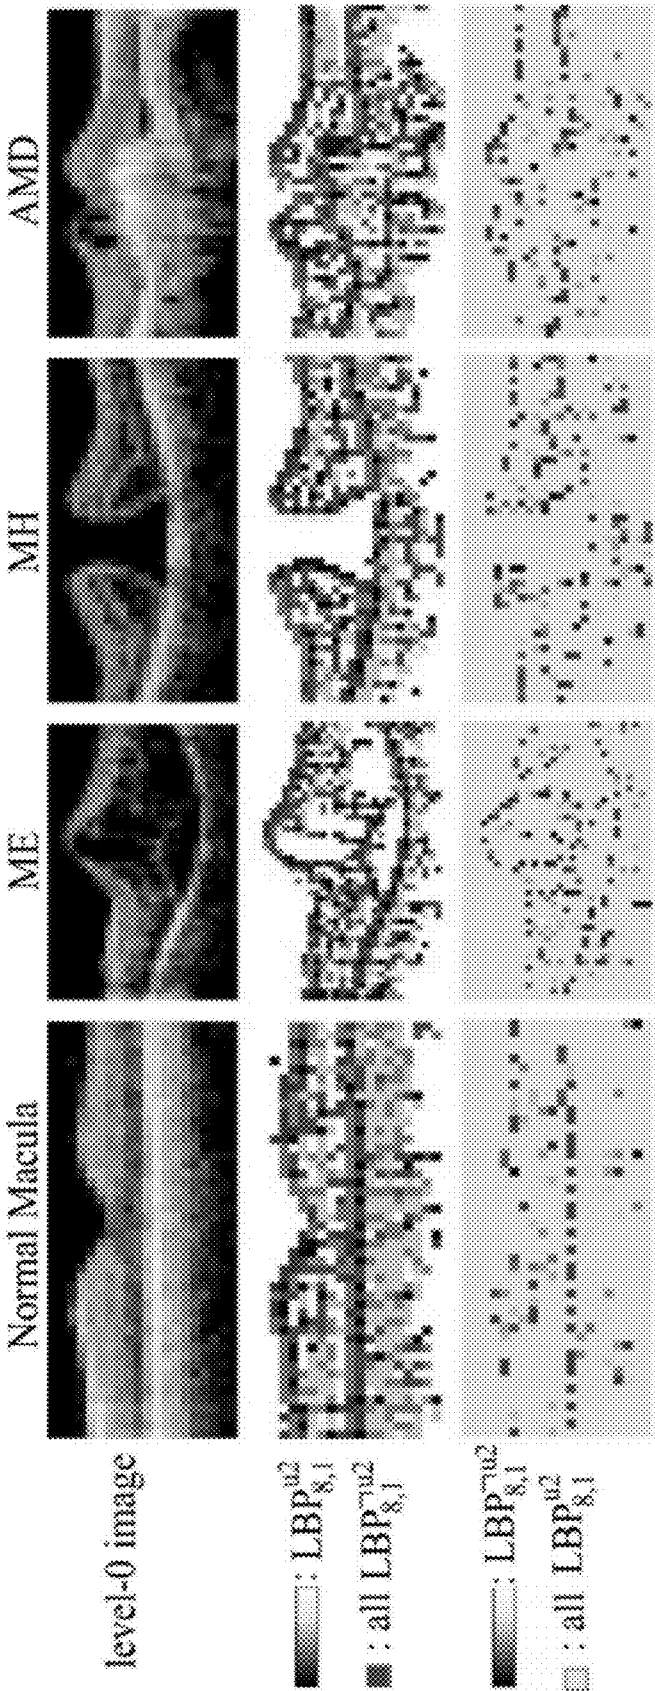 Normal Macula
ME
MH
AMD
level-0 image
: LBP^{u2}_{8,1}
: all LBP^{¬u2}_{8,1}
: LBP^{¬u2}_{8,1}
: all LBP^{u2}_{8,1}